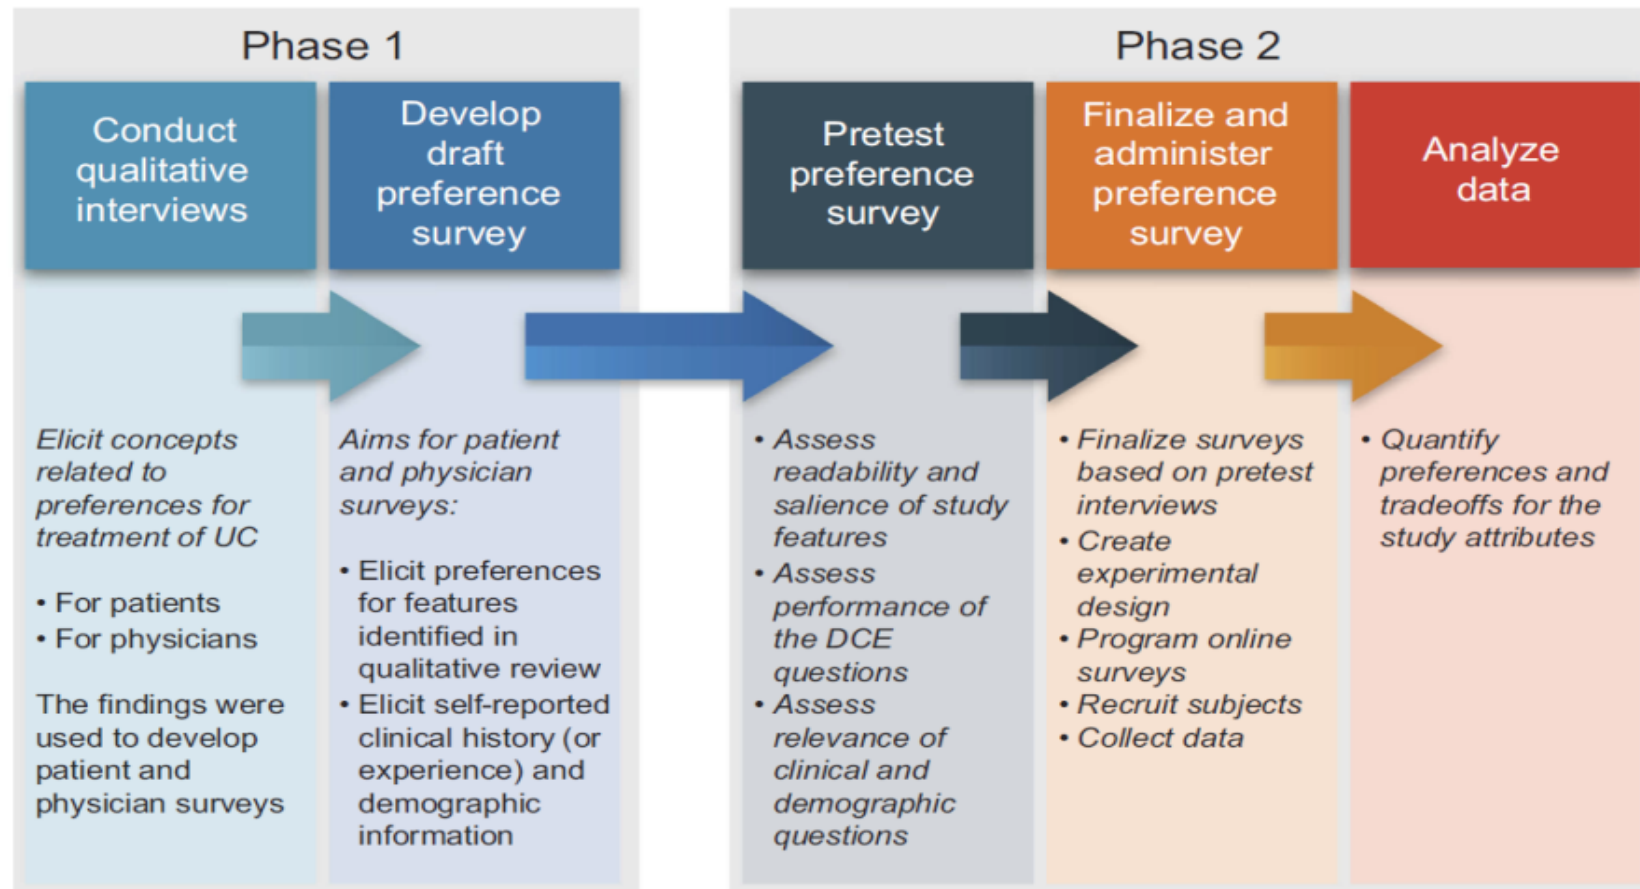 Phase 1
Conduct
qualitative
interviews
Elicit concepts
related to
preferences for
treatment of UC
• For patients
• For physicians
The findings were
used to develop
patient and
physician surveys
Develop
draft
preference
survey
Aims for patient
and physician
surveys:
• Elicit preferences
for features
identified in
qualitative review
• Elicit self-reported
clinical history (or
experience) and
demographic
information
Phase 2
Pretest
preference
survey
• Assess
readability and
salience of study
features
• Assess
performance of
the DCE
questions
• Assess
relevance of
clinical and
demographic
questions
Finalize and
administer
preference
survey
• Finalize surveys
based on pretest
interviews
• Create
experimental
design
• Program online
surveys
• Recruit subjects
• Collect data
Analyze
data
• Quantify
preferences and
tradeoffs for the
study attributes